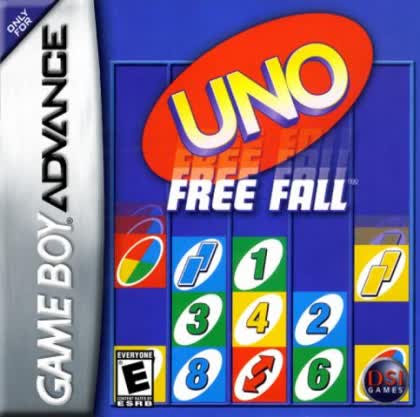 ONLY
FOR
GAME BOY ADVANCE
UNO
FREE FALL
FREE FALL™
1
3 4 2
8 6
EVERYONE
E
CONTENT RATED BY
ESRB
DSI
GAMES